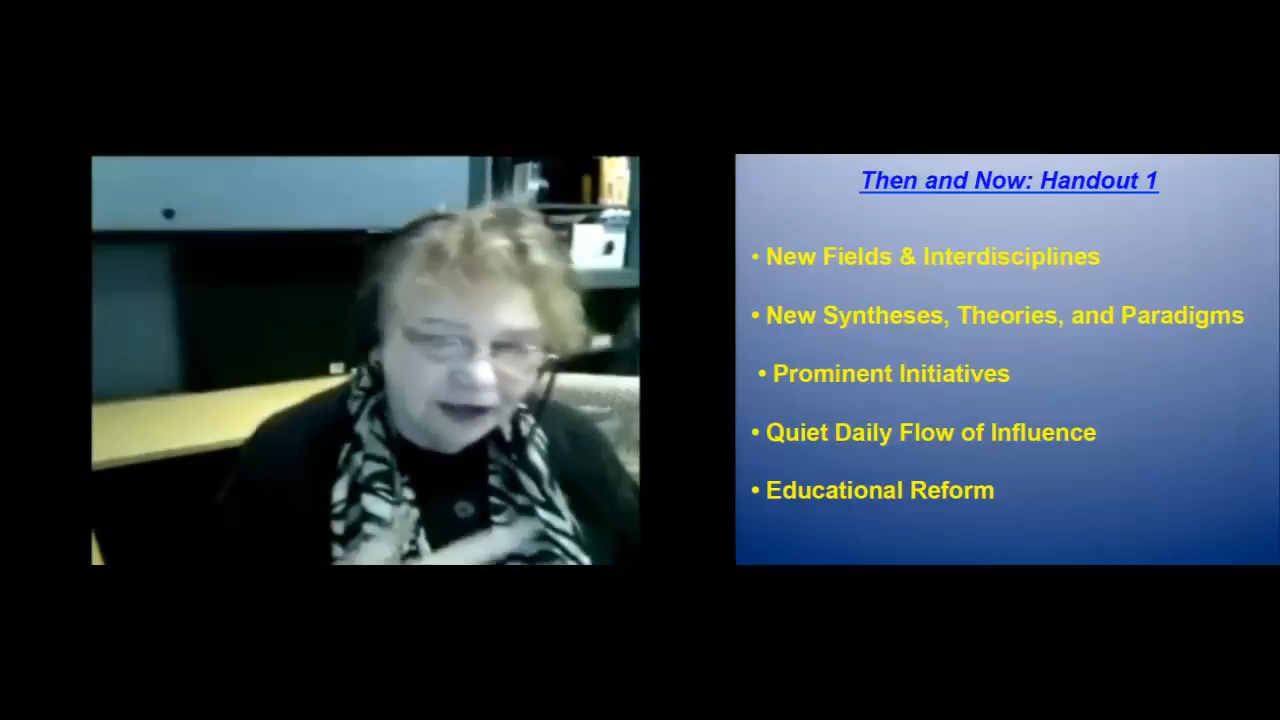 Then and Now: Handout 1
• New Fields & Interdisciplines
• New Syntheses, Theories, and Paradigms
• Prominent Initiatives
• Quiet Daily Flow of Influence
• Educational Reform